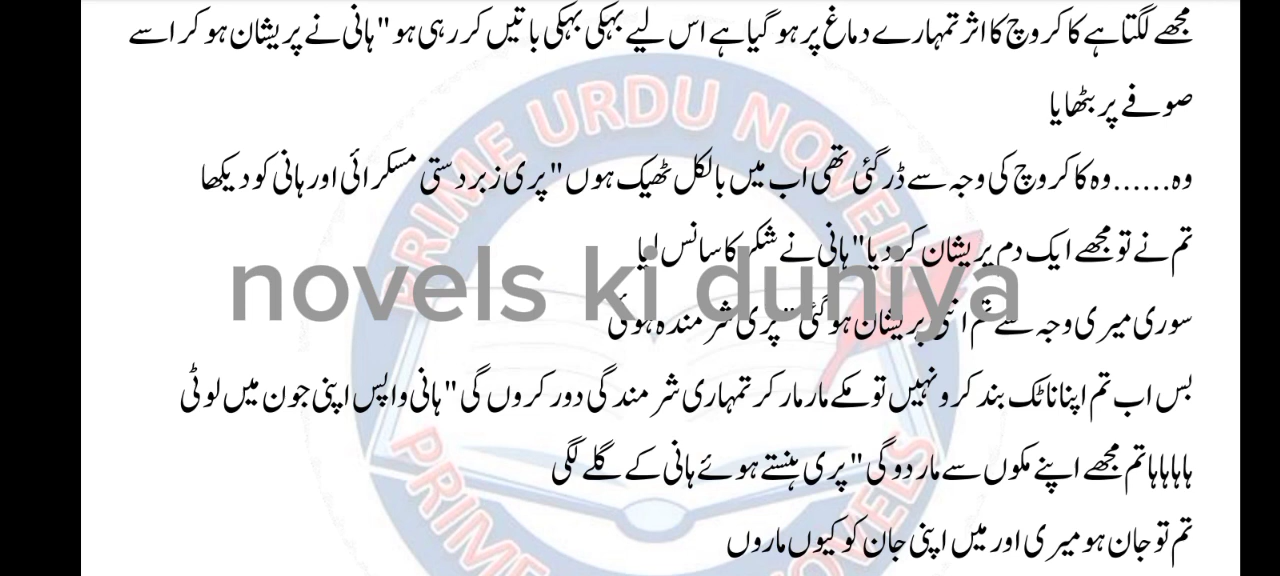 مجھے لگتا ہے کاکروچ کا اثر تمہارے دماغ پر ہو گیا ہے اس لیے بہکی بہکی باتیں کر رہی ہو" ہانی نے پریشان ہو کر اسے
صوفے پر بٹھایا
وہ......وہ کاکروچ کی وجہ سے ڈر گئی تھی اب میں بالکل ٹھیک ہوں" پری زبردستی مسکرائی اور ہانی کو دیکھا
تم نے تو مجھے ایک دم پریشان کر دیا" ہانی نے شکر کا سانس لیا
سوری میری وجہ سے تم اتنی پریشان ہو گئی" پری شرمندہ ہوئی
بس اب تم اپنا ناٹک بند کرو نہیں تو مکے مار مار کر تمہاری شرمندگی دور کروں گی" ہانی واپس اپنی جون میں لوٹی
ہاہاہاہا تم مجھے اپنے مکوں سے مار دو گی" پری ہنستے ہوئے ہانی کے گلے لگی
تم تو جان ہو میری اور میں اپنی جان کو کیوں ماروں
novels ki duniya
PRIME URDU NOVELS
PRIME
NOVELS